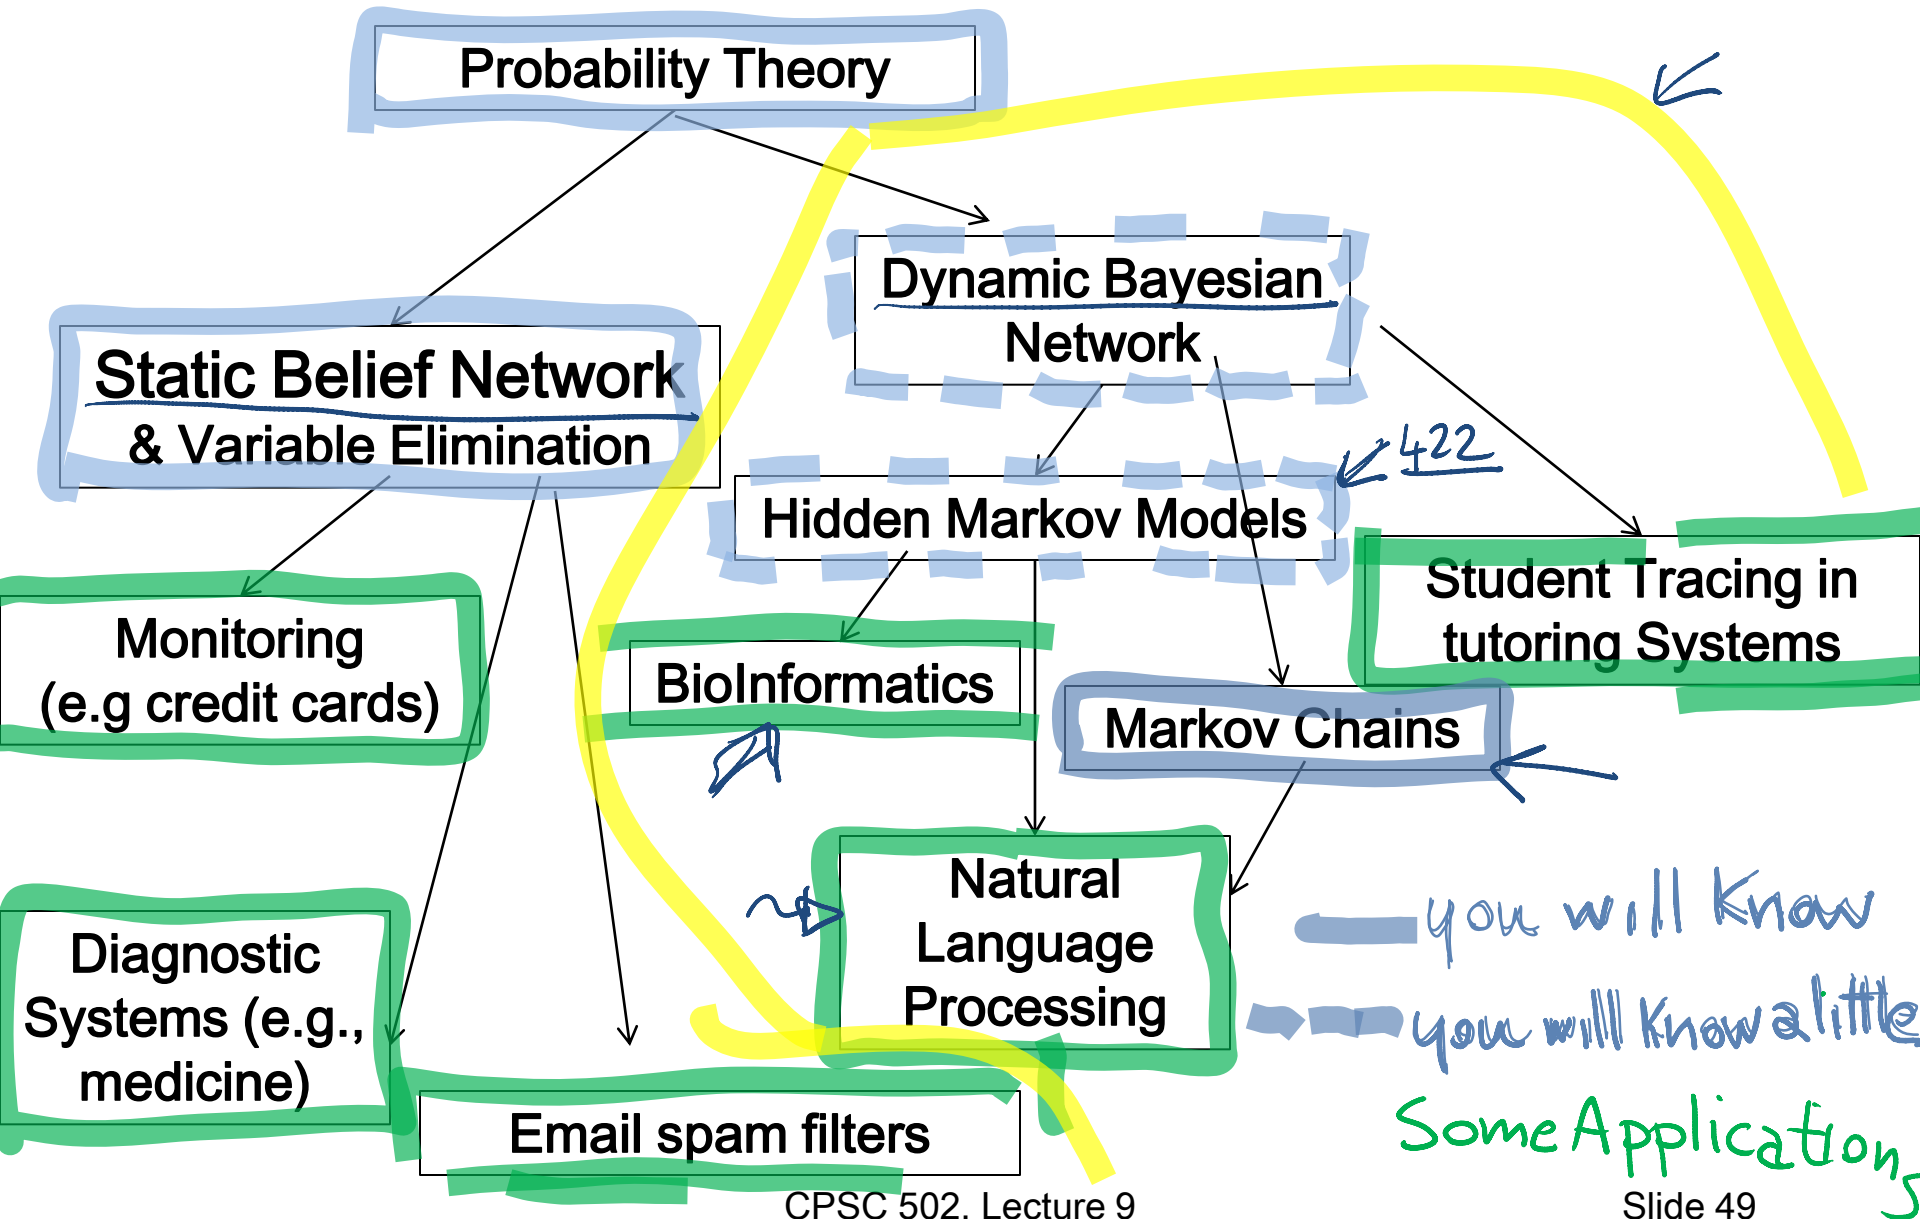 Probability Theory
Dynamic Bayesian
Network
Static Belief Network
& Variable Elimination
422
Hidden Markov Models
Student Tracing in
tutoring Systems
Monitoring
(e.g credit cards)
BioInformatics
Markov Chains
Natural
Language
Processing
you will Know
Diagnostic
Systems (e.g.,
medicine)
you will Know a little
Email spam filters
Some Applications
CPSC 502. Lecture 9
Slide 49